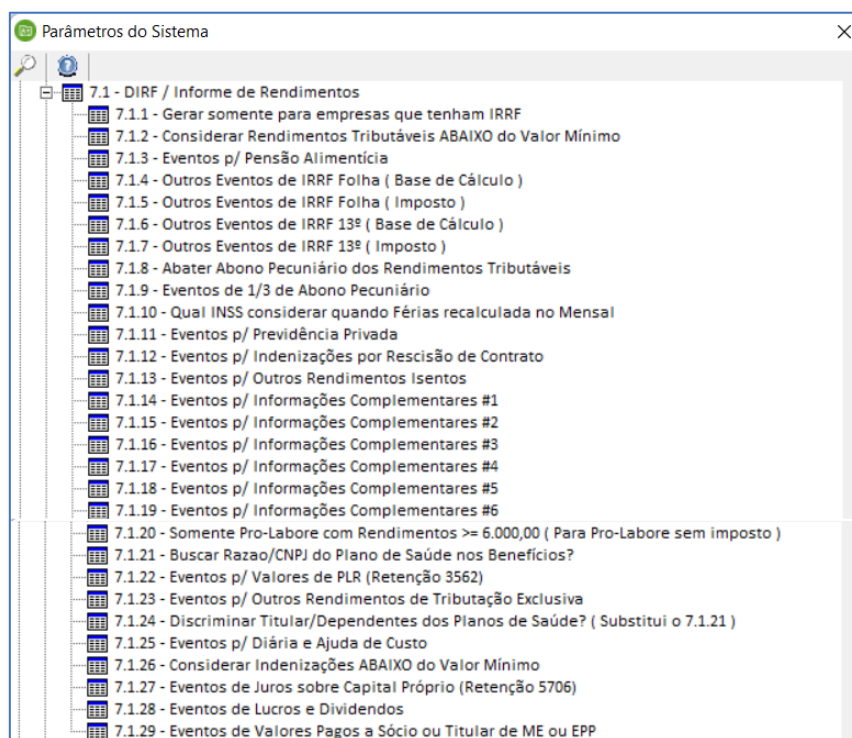 Parâmetros do Sistema
7.1 - DIRF / Informe de Rendimentos
7.1.1 - Gerar somente para empresas que tenham IRRF
7.1.2 - Considerar Rendimentos Tributáveis ABAIXO do Valor Mínimo
7.1.3 - Eventos p/ Pensão Alimentícia
7.1.4 - Outros Eventos de IRRF Folha ( Base de Cálculo )
7.1.5 - Outros Eventos de IRRF Folha ( Imposto )
7.1.6 - Outros Eventos de IRRF 13º ( Base de Cálculo )
7.1.7 - Outros Eventos de IRRF 13º ( Imposto )
7.1.8 - Abater Abono Pecuniário dos Rendimentos Tributáveis
7.1.9 - Eventos de 1/3 de Abono Pecuniário
7.1.10 - Qual INSS considerar quando Férias recalculada no Mensal
7.1.11 - Eventos p/ Previdência Privada
7.1.12 - Eventos p/ Indenizações por Rescisão de Contrato
7.1.13 - Eventos p/ Outros Rendimentos Isentos
7.1.14 - Eventos p/ Informações Complementares #1
7.1.15 - Eventos p/ Informações Complementares #2
7.1.16 - Eventos p/ Informações Complementares #3
7.1.17 - Eventos p/ Informações Complementares #4
7.1.18 - Eventos p/ Informações Complementares #5
7.1.19 - Eventos p/ Informações Complementares #6
7.1.20 - Somente Pro-Labore com Rendimentos >= 6.000,00 ( Para Pro-Labore sem imposto )
7.1.21 - Buscar Razao/CNPJ do Plano de Saúde nos Benefícios?
7.1.22 - Eventos p/ Valores de PLR (Retenção 3562)
7.1.23 - Eventos p/ Outros Rendimentos de Tributação Exclusiva
7.1.24 - Discriminar Titular/Dependentes dos Planos de Saúde? ( Substitui o 7.1.21 )
7.1.25 - Eventos p/ Diária e Ajuda de Custo
7.1.26 - Considerar Indenizações ABAIXO do Valor Mínimo
7.1.27 - Eventos de Juros sobre Capital Próprio (Retenção 5706)
7.1.28 - Eventos de Lucros e Dividendos
7.1.29 - Eventos de Valores Pagos a Sócio ou Titular de ME ou EPP